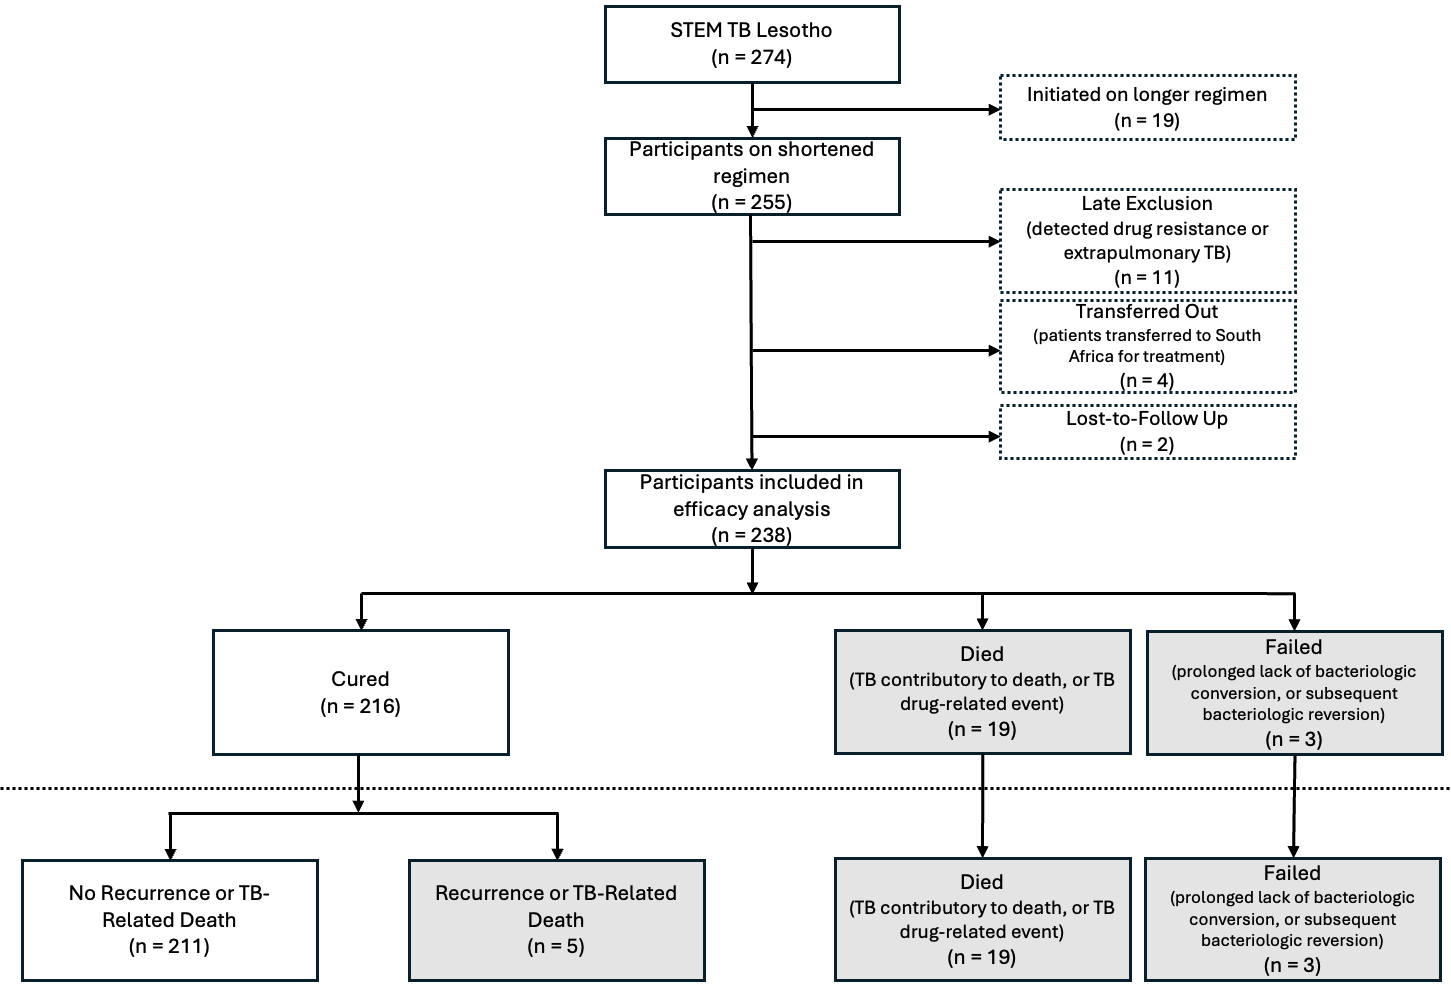 STEM TB Lesotho
(n = 274)
Initiated on longer regimen
(n = 19)
Participants on shortened
regimen
(n = 255)
Late Exclusion
(detected drug resistance or
extrapulmonary TB)
(n = 11)
Transferred Out
(patients transferred to South
Africa for treatment)
(n = 4)
Lost-to-Follow Up
(n = 2)
Participants included in
efficacy analysis
(n = 238)
Cured
(n = 216)
Died
(TB contributory to death, or TB
drug-related event)
(n = 19)
Failed
(prolonged lack of bacteriologic
conversion, or subsequent
bacteriologic reversion)
(n = 3)
No Recurrence or TB-
Related Death
(n = 211)
Recurrence or TB-Related
Death
(n = 5)
Died
(TB contributory to death, or TB
drug-related event)
(n = 19)
Failed
(prolonged lack of bacteriologic
conversion, or subsequent
bacteriologic reversion)
(n = 3)